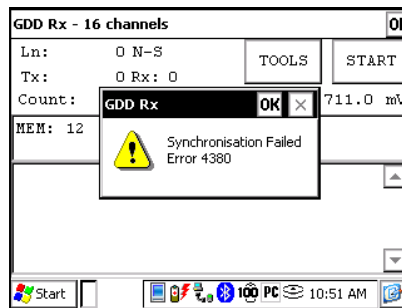 GDD Rx - 16 channels
Ln: 0 N-S
TOOLS
START
Tx: 0 Rx: 0
Count:
711.0 mV
MEM: 12
GDD Rx
OK
Synchronisation Failed
Error 4380
Start
100 PC 10:51 AM